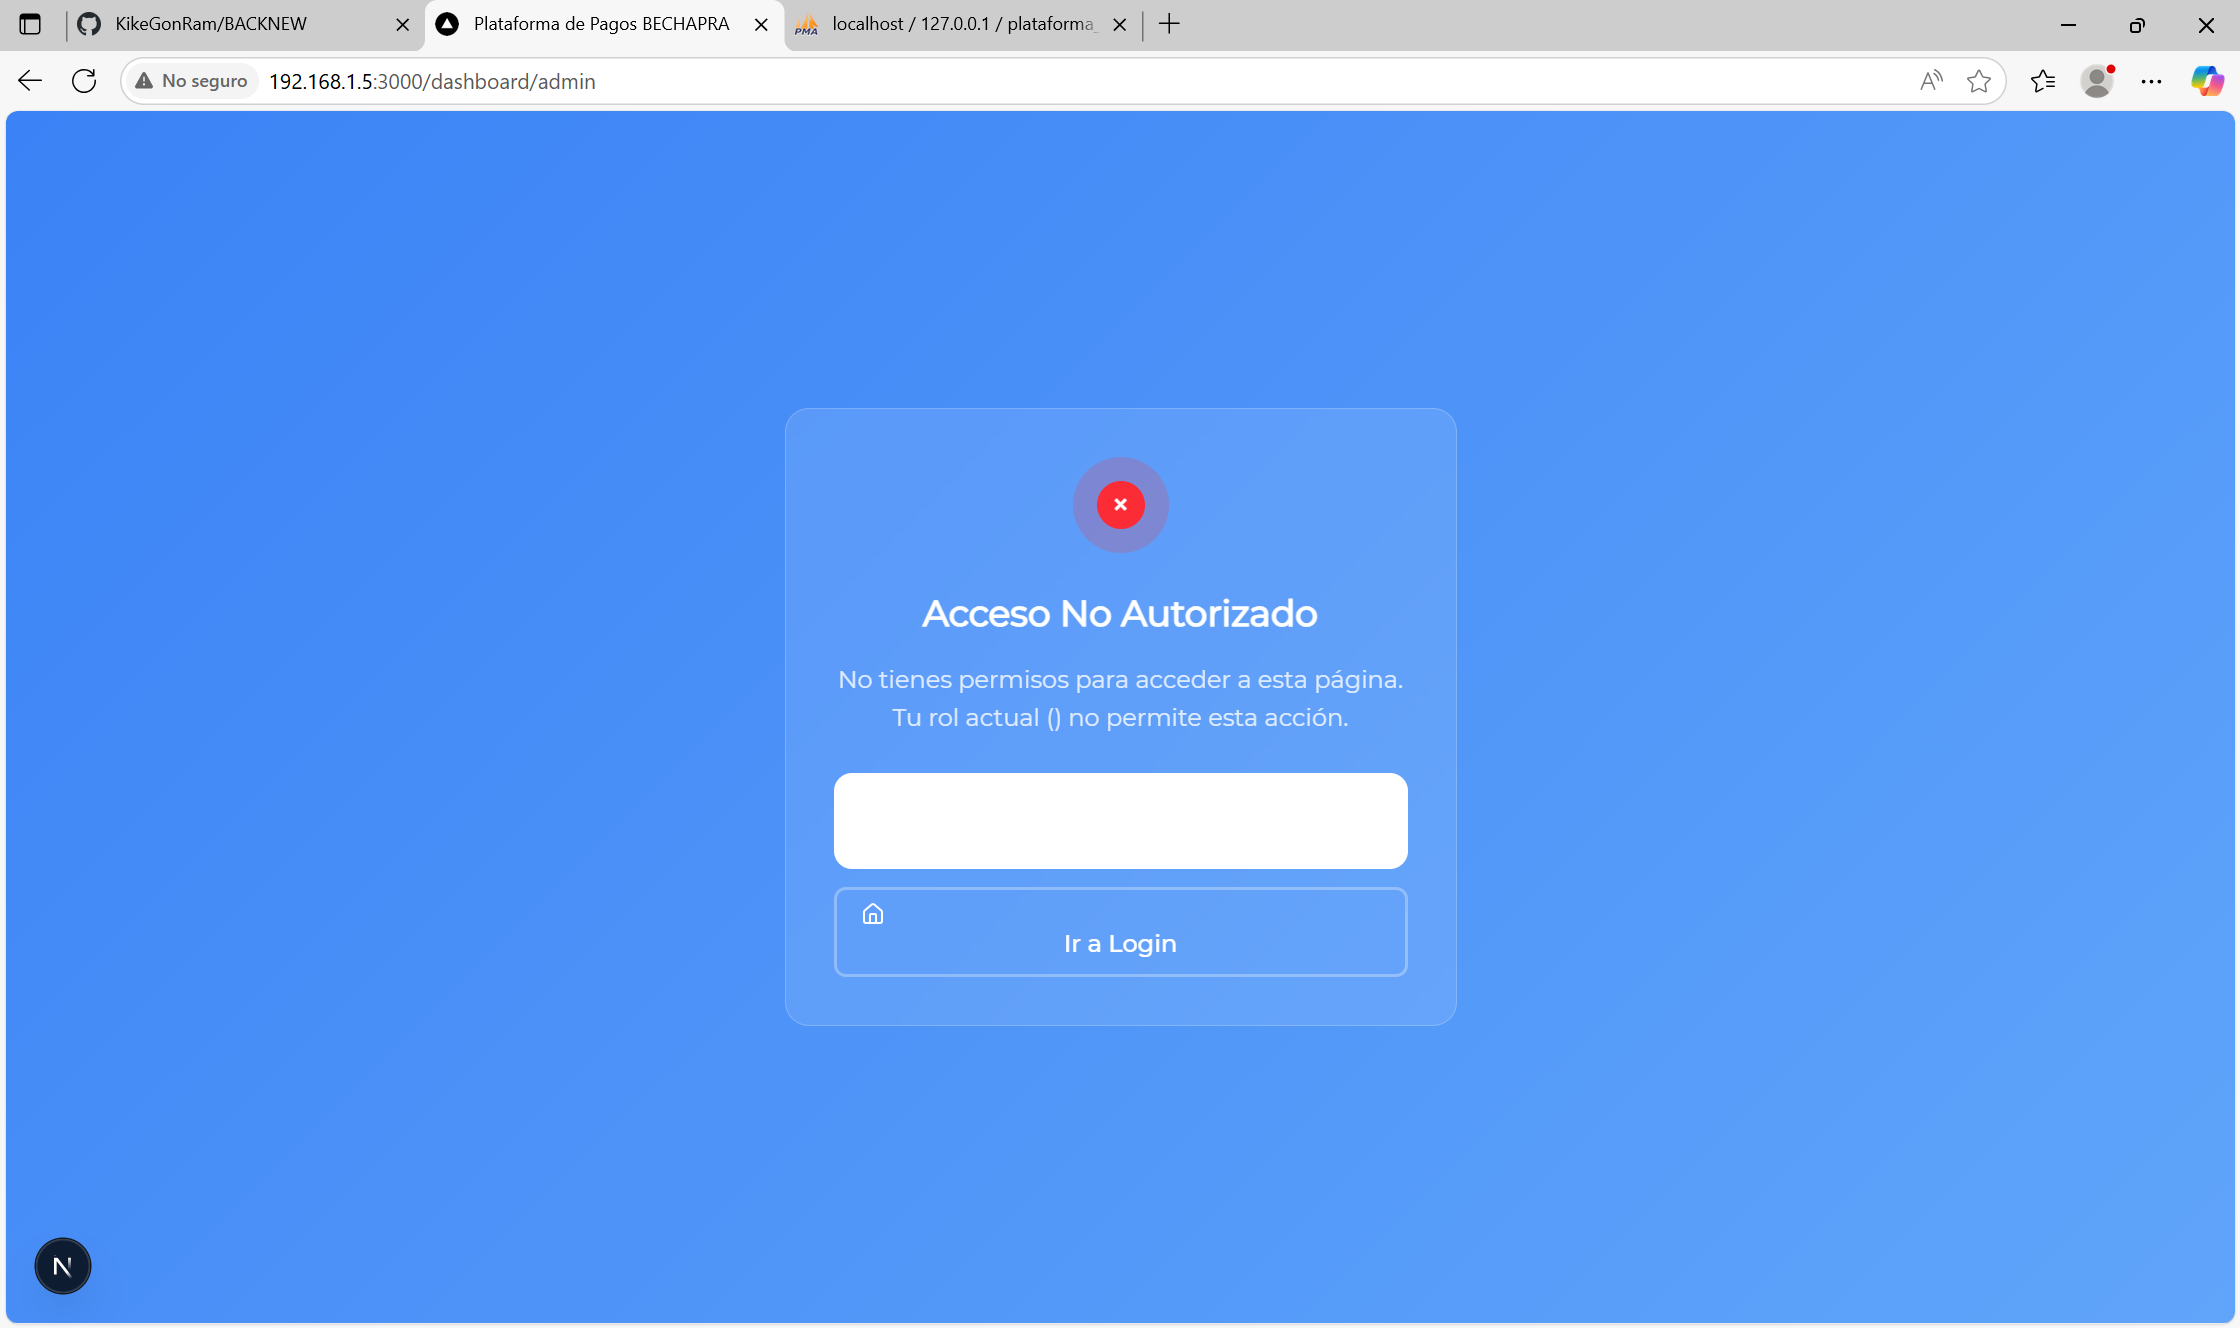 KikeGonRam/BACKNEW
Plataforma de Pagos BECHAPRA
PMA
localhost / 127.0.0.1 / plataforma_
No seguro
192.168.1.5:3000/dashboard/admin
Acceso No Autorizado
No tienes permisos para acceder a esta página.
Tu rol actual () no permite esta acción.
Ir a Login
N